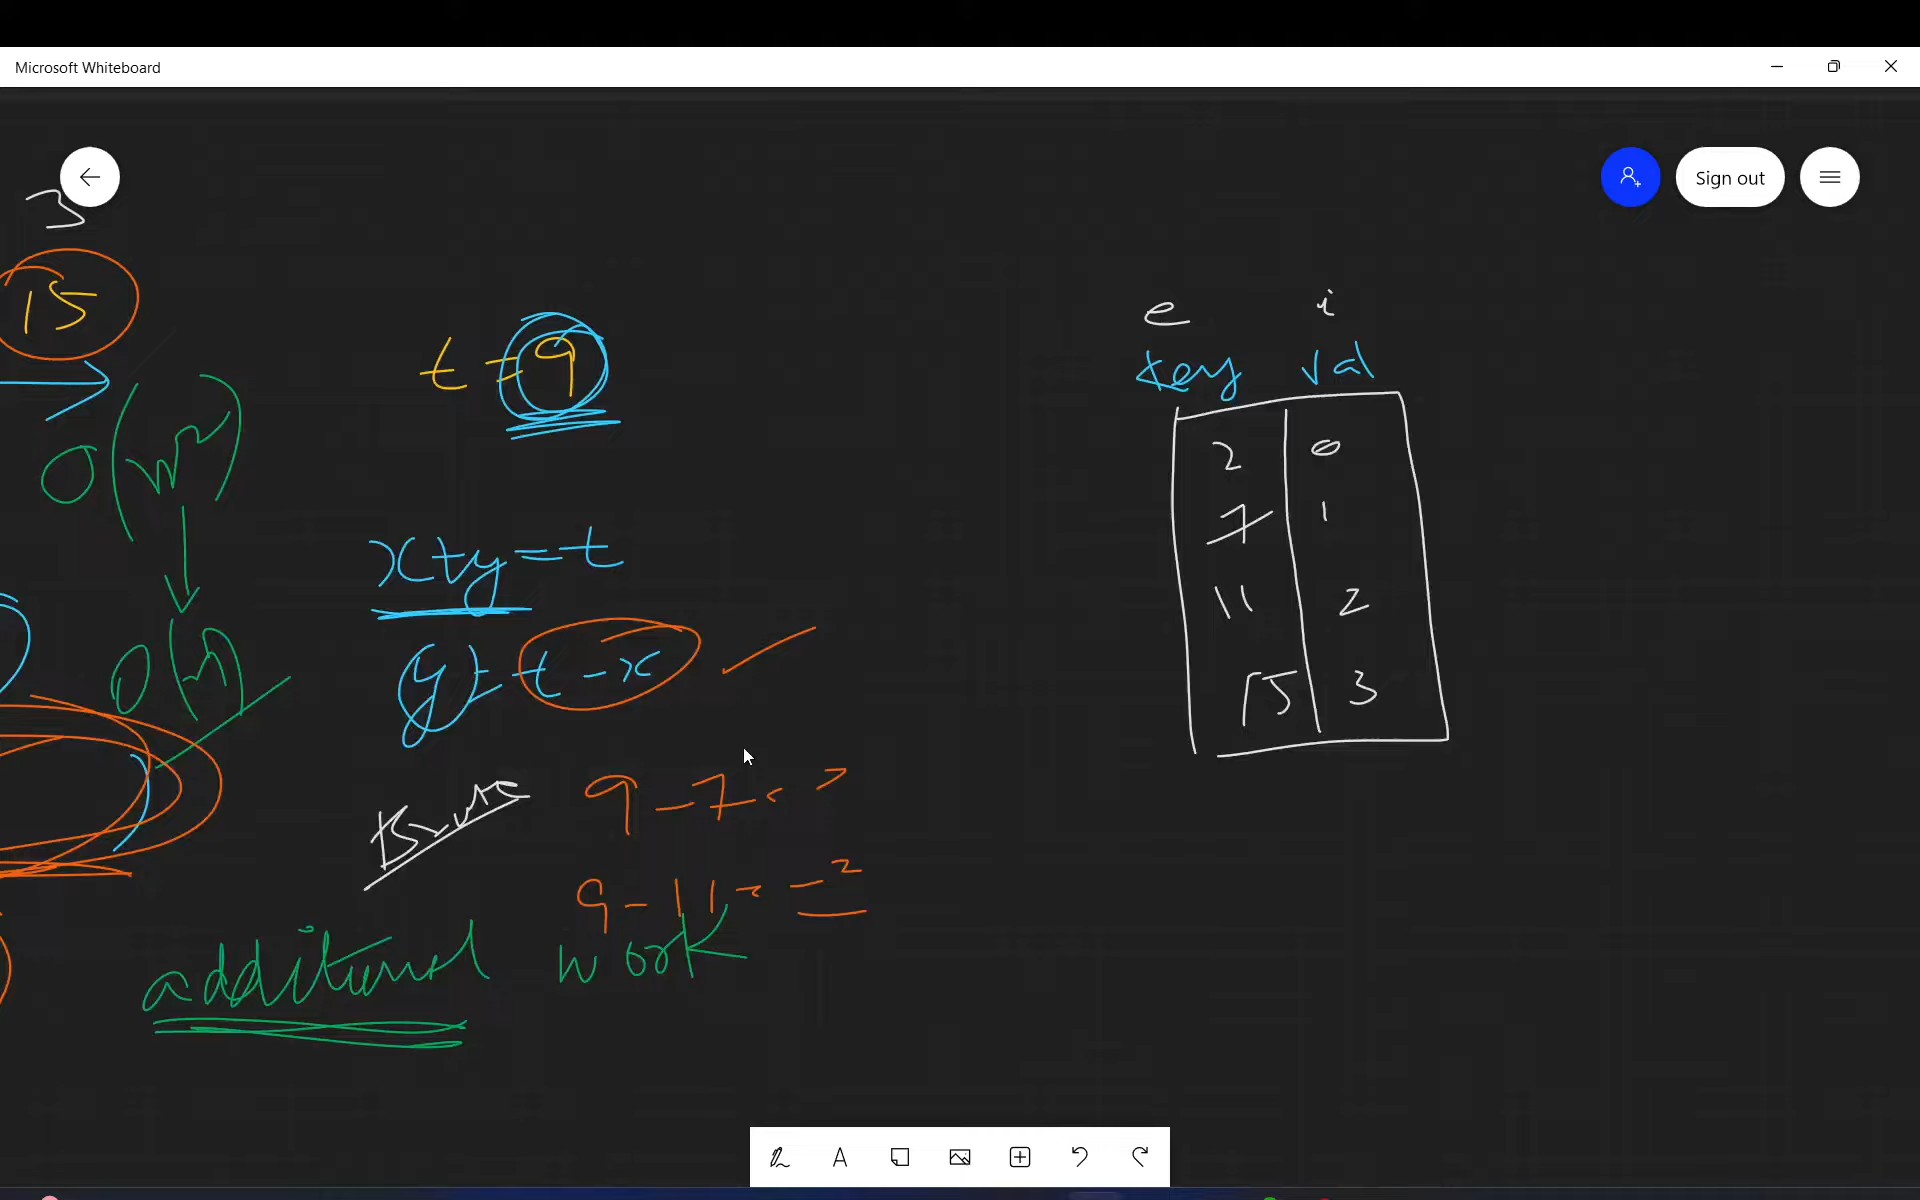 Microsoft Whiteboard
Sign out
3
15
t = 9
O(n²)
O(n)
x+y=t
y = t - x
Brute
9 - 7 = 2
9 - 11 = -2
additional work
e i
key val
2 0
7 1
11 2
15 3